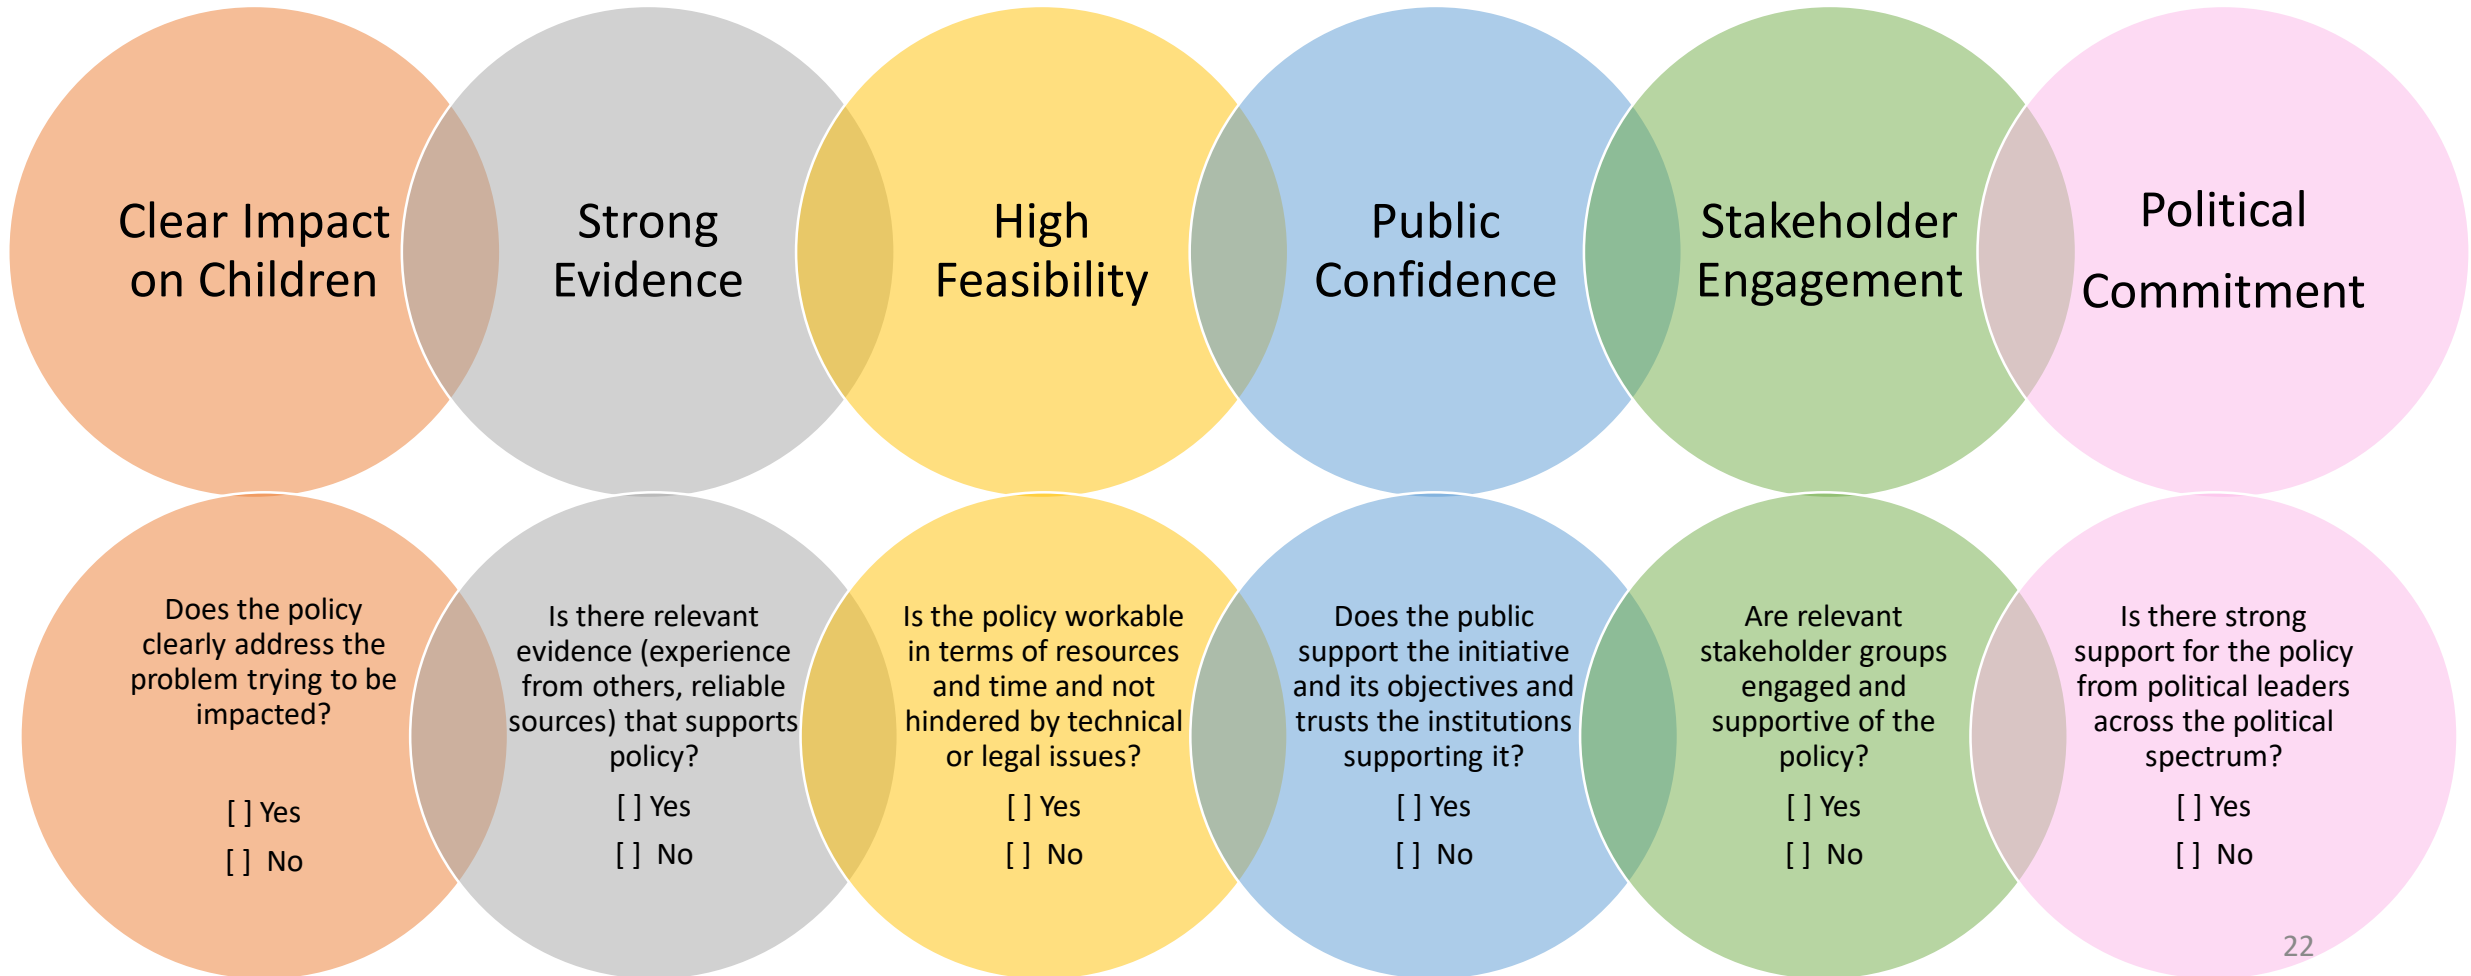 Clear Impact
on Children
Strong
Evidence
High
Feasibility
Public
Confidence
Stakeholder
Engagement
Political
Commitment
Does the policy
clearly address the
problem trying to be
impacted?
[ ] Yes
[ ]  No
Is there relevant
evidence (experience
from others, reliable
sources) that supports
policy?
[ ] Yes
[ ]  No
Is the policy workable
in terms of resources
and time and not
hindered by technical
or legal issues?
[ ] Yes
[ ]  No
Does the public
support the initiative
and its objectives and
trusts the institutions
supporting it?
[ ] Yes
[ ]  No
Are relevant
stakeholder groups
engaged and
supportive of the
policy?
[ ] Yes
[ ]  No
Is there strong
support for the policy
from political leaders
across the political
spectrum?
[ ] Yes
[ ]  No
22